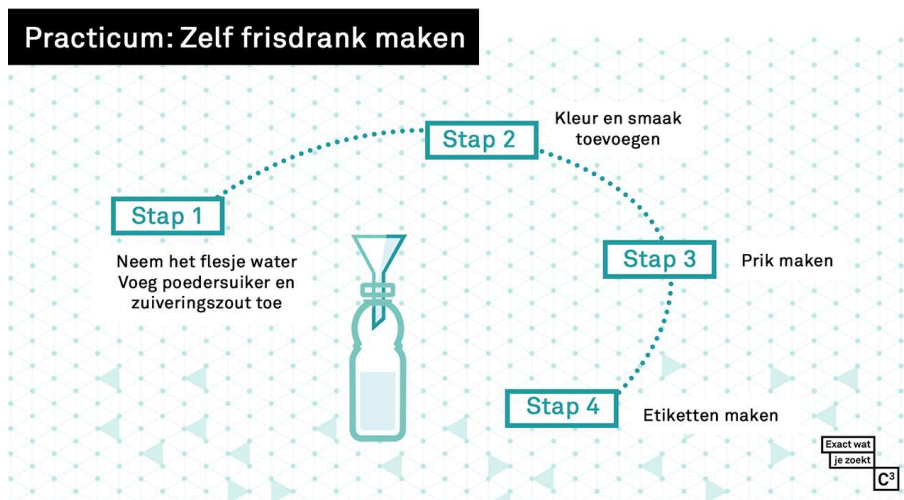 Practicum: Zelf frisdrank maken
Stap 1
Neem het flesje water
Voeg poedersuiker en
zuiveringszout toe
Stap 2
Kleur en smaak
toevoegen
Stap 3
Prik maken
Stap 4
Etiketten maken
Exact wat
je zoekt
C³